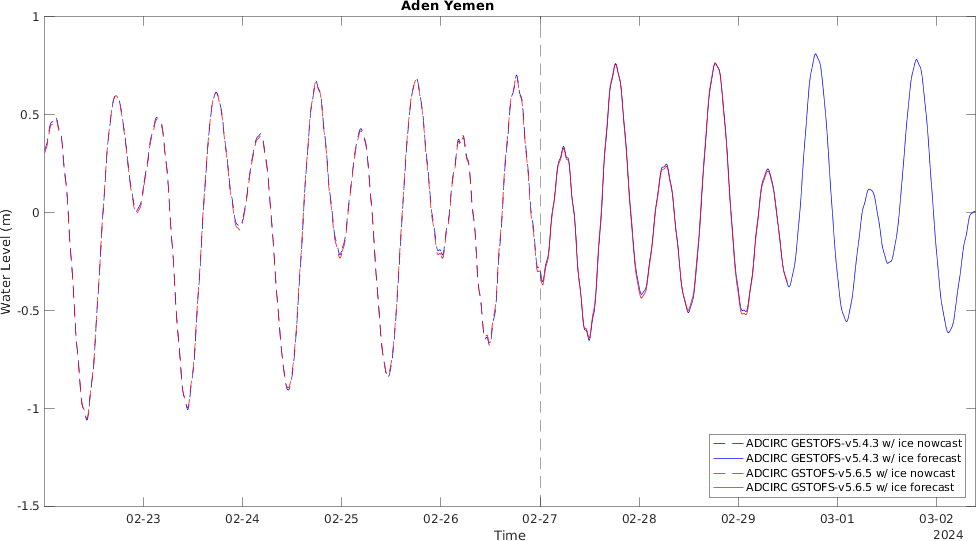 Aden Yemen
1
0.5
0
-0.5
-1
-1.5
Water Level (m)
02-23 02-24 02-25 02-26 02-27 02-28 02-29 03-01 03-02
Time
2024
ADCIRC GESTOFS-v5.4.3 w/ ice nowcast
ADCIRC GESTOFS-v5.4.3 w/ ice forecast
ADCIRC GSTOFS-v5.6.5 w/ ice nowcast
ADCIRC GSTOFS-v5.6.5 w/ ice forecast